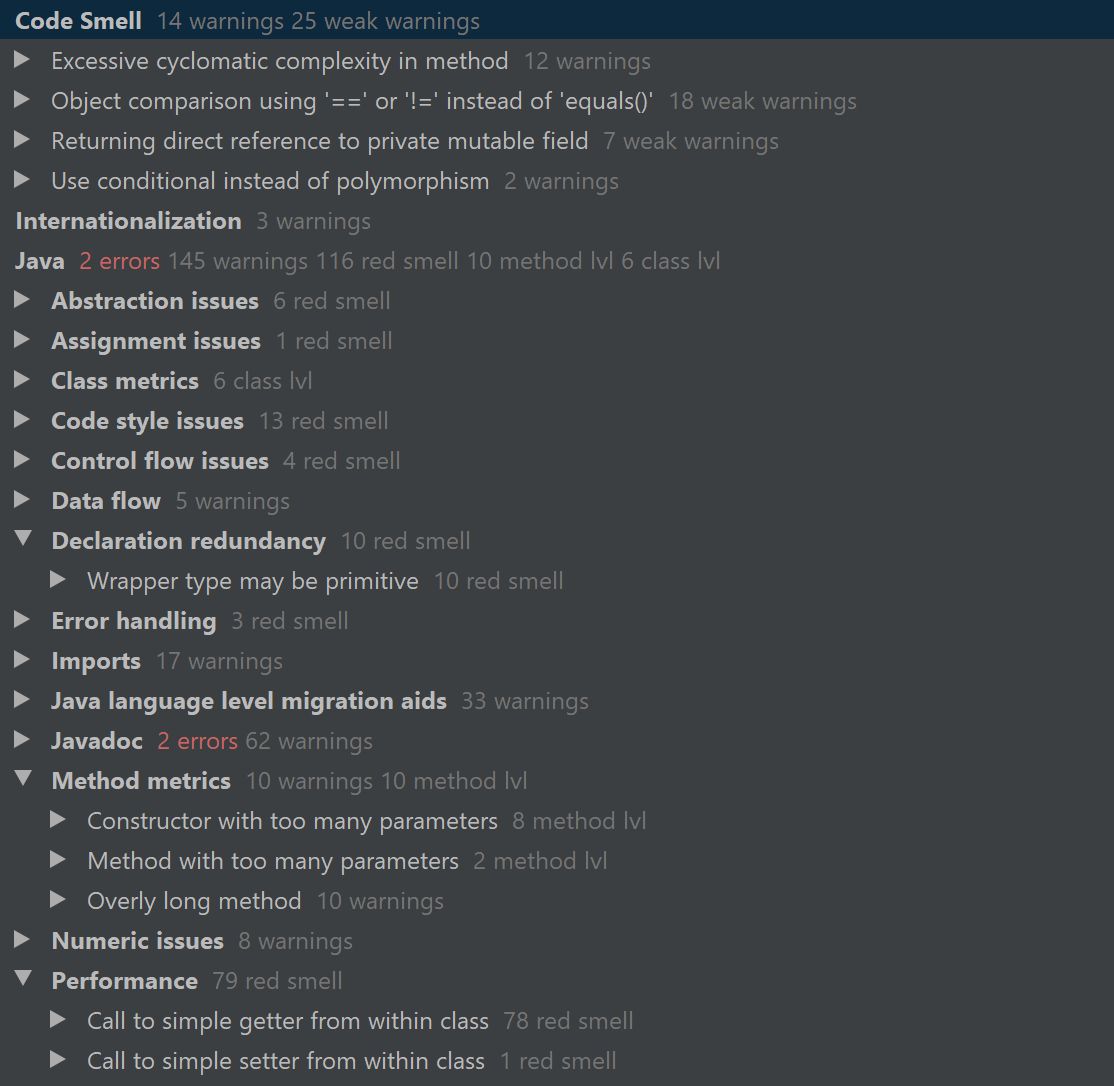 Code Smell 14 warnings 25 weak warnings
Excessive cyclomatic complexity in method 12 warnings
Object comparison using '==' or '!=' instead of 'equals()' 18 weak warnings
Returning direct reference to private mutable field 7 weak warnings
Use conditional instead of polymorphism 2 warnings
Internationalization 3 warnings
Java 2 errors 145 warnings 116 red smell 10 method lvl 6 class lvl
Abstraction issues 6 red smell
Assignment issues 1 red smell
Class metrics 6 class lvl
Code style issues 13 red smell
Control flow issues 4 red smell
Data flow 5 warnings
Declaration redundancy 10 red smell
Wrapper type may be primitive 10 red smell
Error handling 3 red smell
Imports 17 warnings
Java language level migration aids 33 warnings
Javadoc 2 errors 62 warnings
Method metrics 10 warnings 10 method lvl
Constructor with too many parameters 8 method lvl
Method with too many parameters 2 method lvl
Overly long method 10 warnings
Numeric issues 8 warnings
Performance 79 red smell
Call to simple getter from within class 78 red smell
Call to simple setter from within class 1 red smell